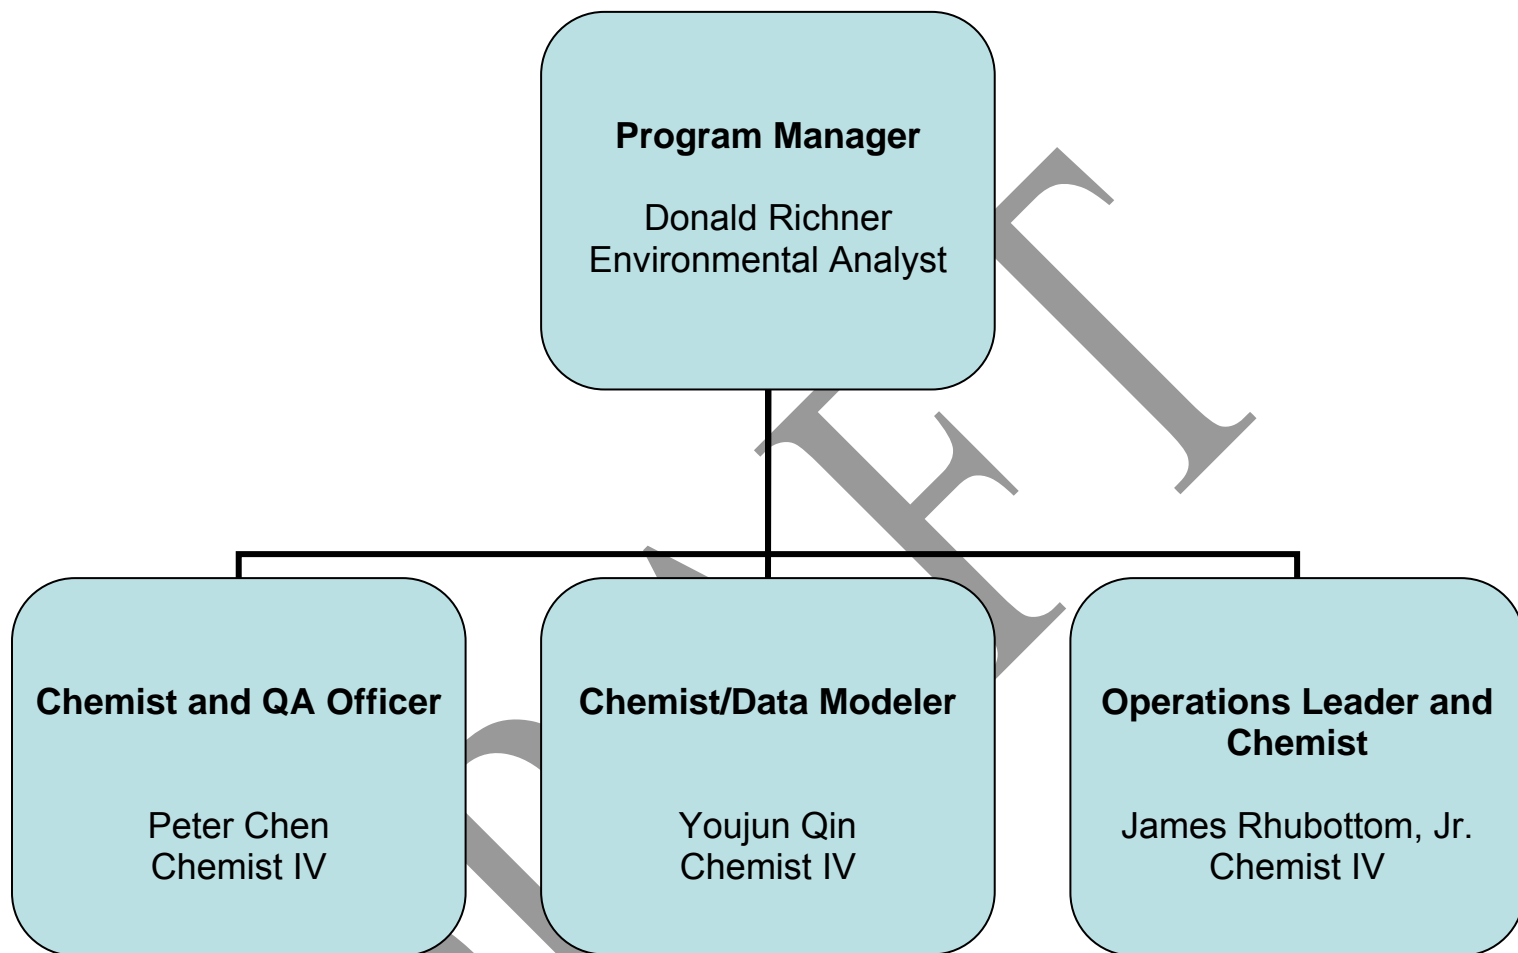 Program Manager
Donald Richner
Environmental Analyst
Chemist and QA Officer
Peter Chen
Chemist IV
Chemist/Data Modeler
Youjun Qin
Chemist IV
Operations Leader and
Chemist
James Rhubottom, Jr.
Chemist IV